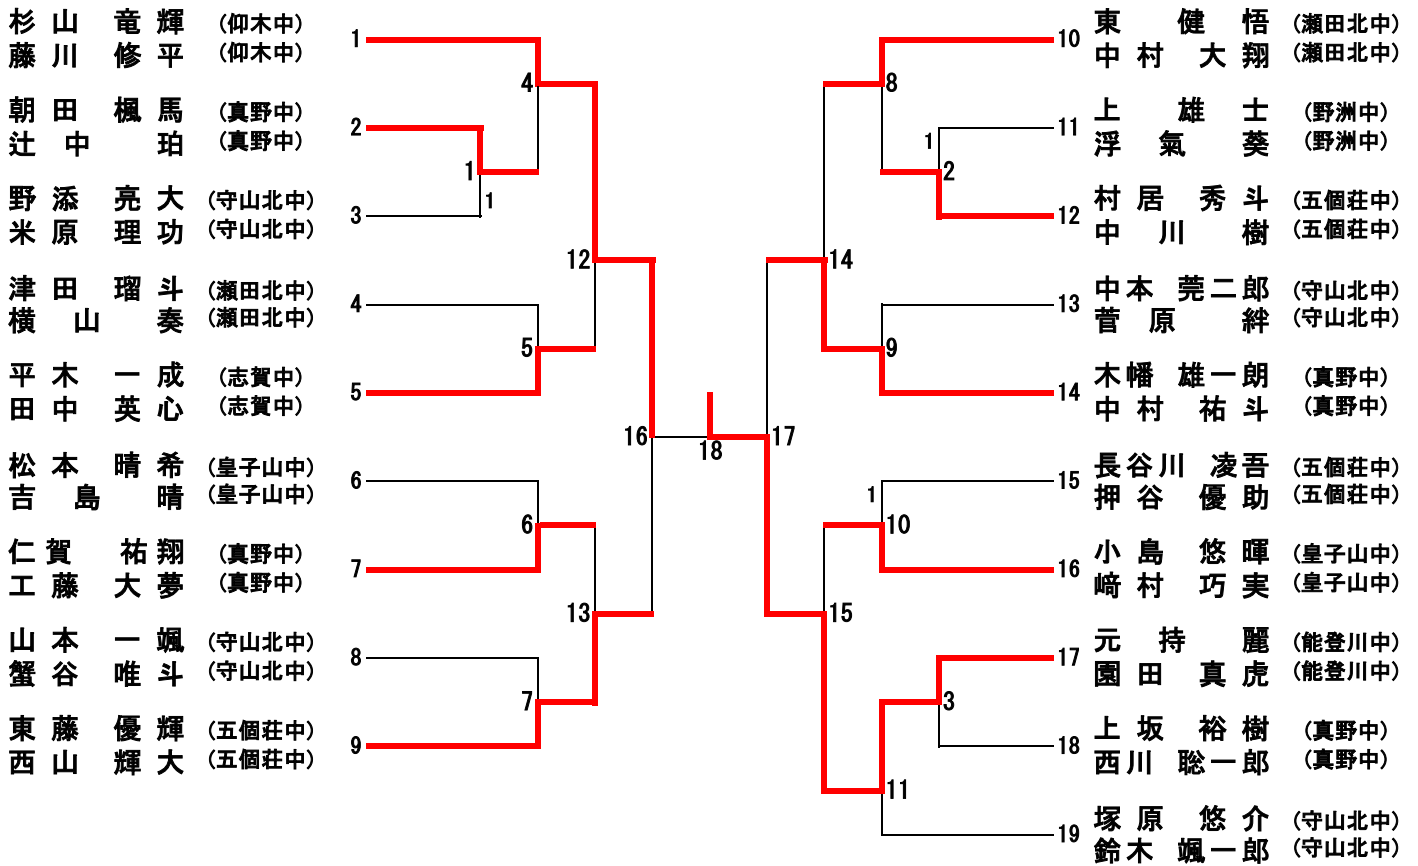 杉山 竜輝 (仰木中)
藤川 修平 (仰木中)
1
朝田 楓馬 (真野中)
辻中 珀 (真野中)
2
野添 亮大 (守山北中)
米原 理功 (守山北中)
3
津田 瑠斗 (瀬田北中)
横山 奏 (瀬田北中)
4
平木 一成 (志賀中)
田中 英心 (志賀中)
5
松本 晴希 (皇子山中)
吉島 晴 (皇子山中)
6
仁賀 祐翔 (真野中)
工藤 大夢 (真野中)
7
山本 一颯 (守山北中)
蟹谷 唯斗 (守山北中)
8
東藤 優輝 (五個荘中)
西山 輝大 (五個荘中)
9
4
1
1
12
5
16
6
13
7
18
8
1
2
14
9
17
1
10
15
3
11
10
東 健悟 (瀬田北中)
中村 大翔 (瀬田北中)
11
上 雄士 (野洲中)
浮氣 葵 (野洲中)
12
村居 秀斗 (五個荘中)
中川 樹 (五個荘中)
13
中本 莞二郎 (守山北中)
菅原 絆 (守山北中)
14
木幡 雄一朗 (真野中)
中村 祐斗 (真野中)
15
長谷川 凌吾 (五個荘中)
押谷 優助 (五個荘中)
16
小島 悠暉 (皇子山中)
﨑村 巧実 (皇子山中)
17
元持 麗 (能登川中)
園田 真虎 (能登川中)
18
上坂 裕樹 (真野中)
西川 聡一郎 (真野中)
19
塚原 悠介 (守山北中)
鈴木 颯一郎 (守山北中)